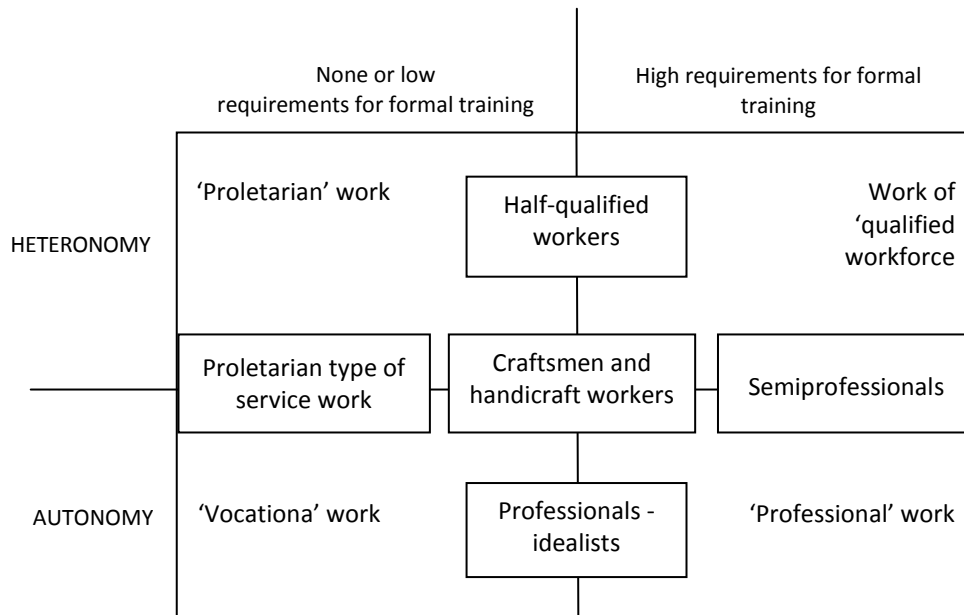 None or low
requirements for formal training
High requirements for formal
training
‘Proletarian’ work
Half-qualified
workers
Work of
‘qualified
workforce
HETERONOMY
Proletarian type of
service work
Craftsmen and
handicraft workers
Semiprofessionals
AUTONOMY
‘Vocationa’ work
Professionals -
idealists
‘Professional’ work